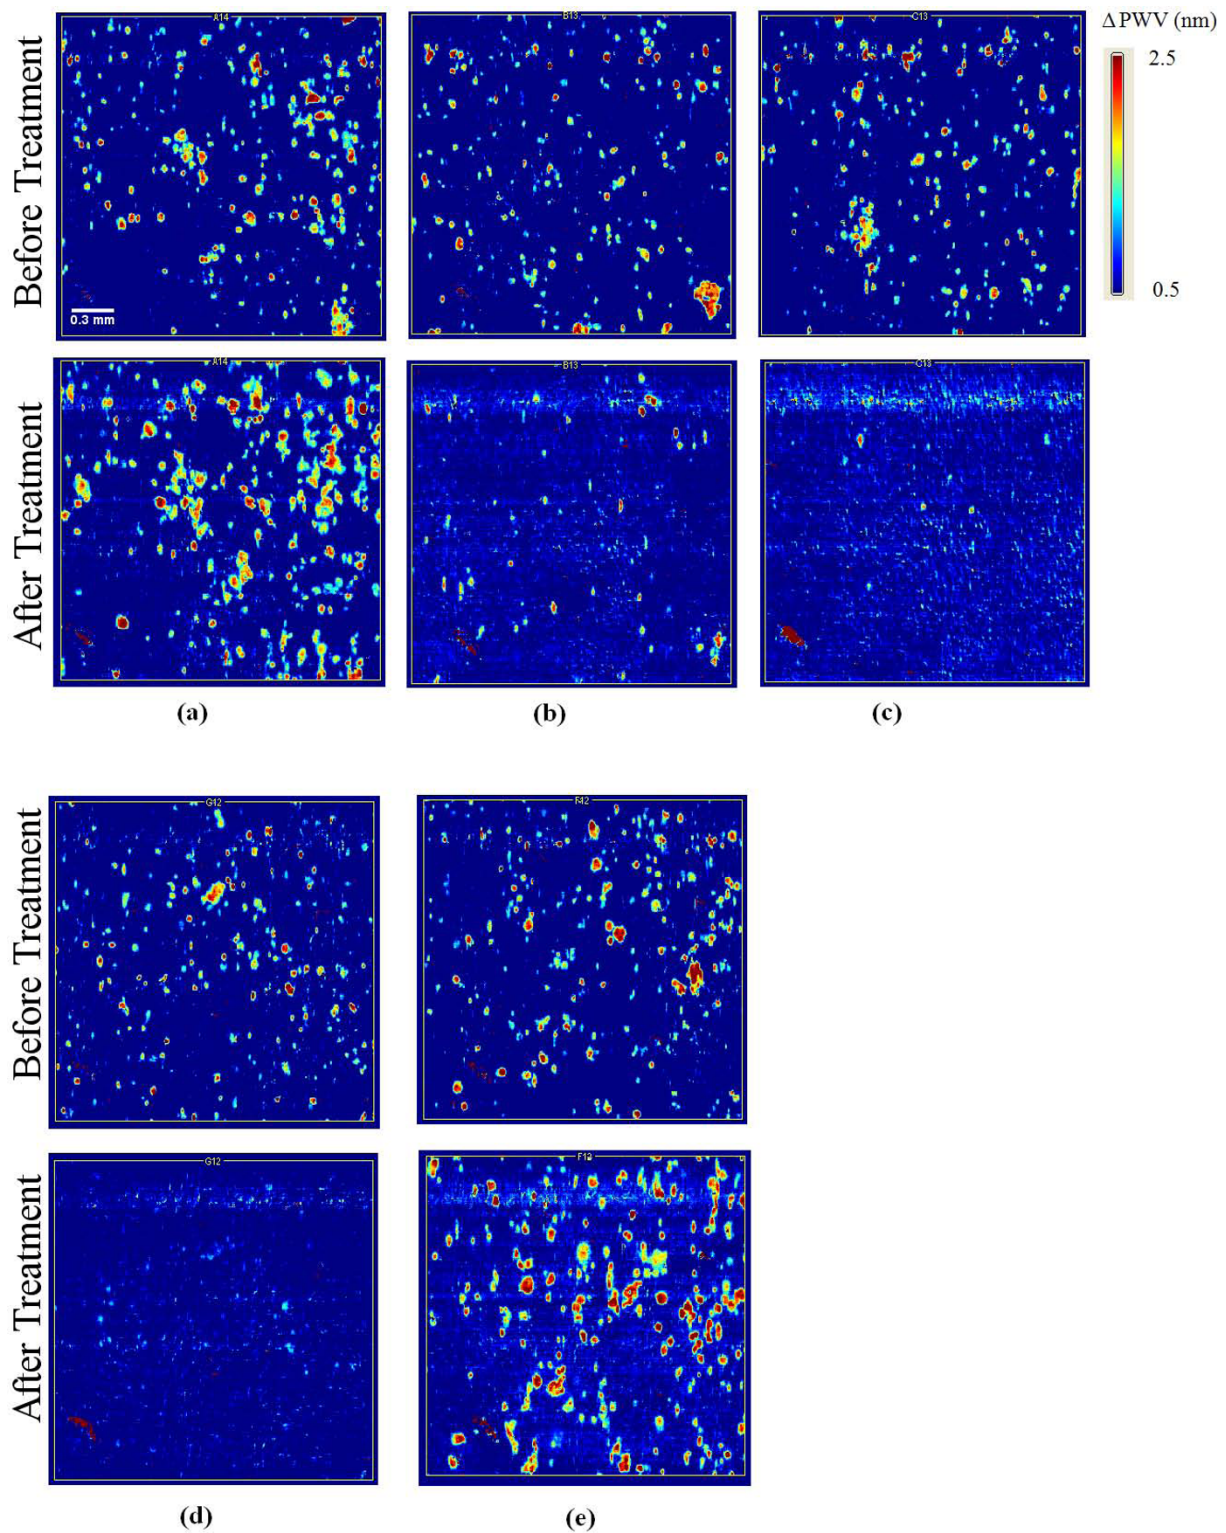 A14
B13
C13
Δ PWV (nm)
2.5
0.5
Before Treatment
0.3 mm
A14
B13
C13
After Treatment
(a)
(b)
(c)
G12
F12
Before Treatment
G12
F12
After Treatment
(d)
(e)